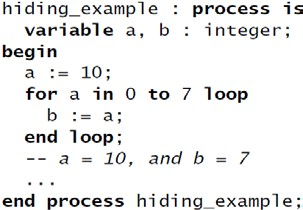 hiding_example : process is
variable a, b : integer;
begin
a := 10;
for a in 0 to 7 loop
b := a;
end loop;
-- a = 10, and b = 7
...
end process hiding_example;